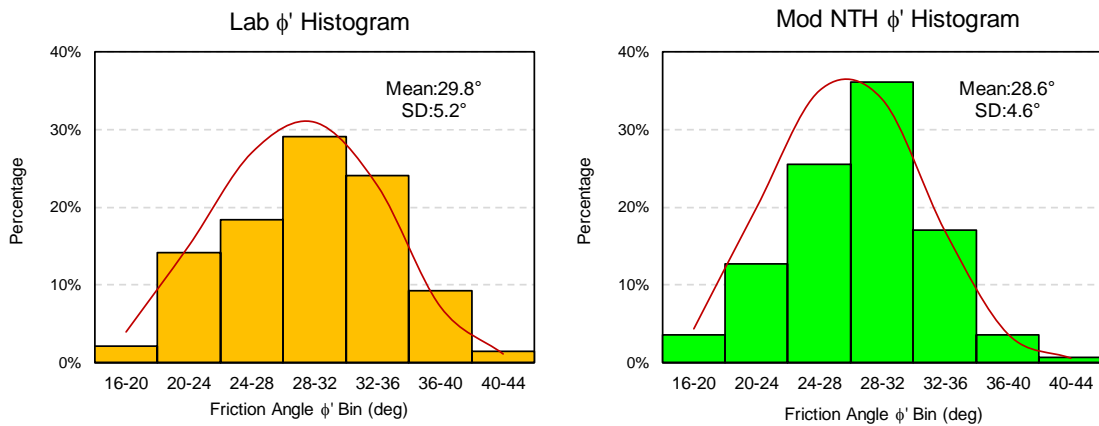 Lab ϕ' Histogram
40%
30%
20%
10%
0%
Percentage
Mean:29.8°
SD:5.2°
16-20 20-24 24-28 28-32 32-36 36-40 40-44
Friction Angle ϕ' Bin (deg)
Mod NTH ϕ' Histogram
40%
30%
20%
10%
0%
Percentage
Mean:28.6°
SD:4.6°
16-20 20-24 24-28 28-32 32-36 36-40 40-44
Friction Angle ϕ' Bin (deg)